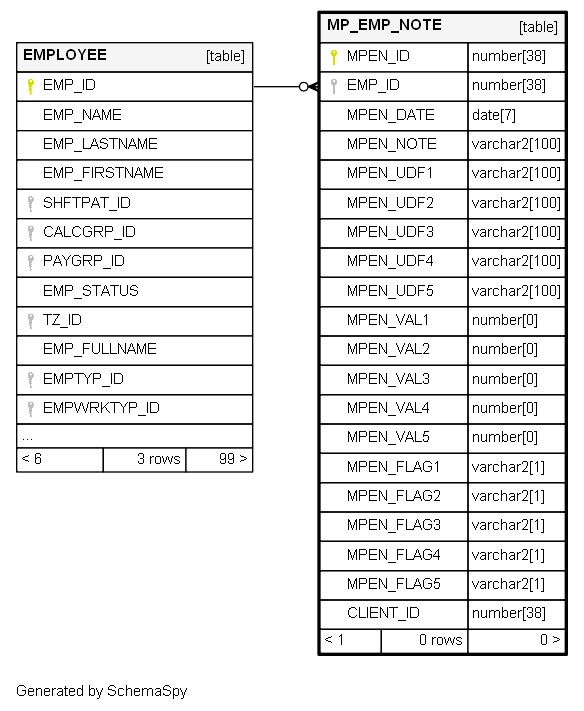 EMPLOYEE [table]
EMP_ID
EMP_NAME
EMP_LASTNAME
EMP_FIRSTNAME
SHFTPAT_ID
CALCGRP_ID
PAYGRP_ID
EMP_STATUS
TZ_ID
EMP_FULLNAME
EMPTYP_ID
EMPWRKTYP_ID
...
< 6 3 rows 99 >
MP_EMP_NOTE [table]
MPEN_ID number[38]
EMP_ID number[38]
MPEN_DATE date[7]
MPEN_NOTE varchar2[100]
MPEN_UDF1 varchar2[100]
MPEN_UDF2 varchar2[100]
MPEN_UDF3 varchar2[100]
MPEN_UDF4 varchar2[100]
MPEN_UDF5 varchar2[100]
MPEN_VAL1 number[0]
MPEN_VAL2 number[0]
MPEN_VAL3 number[0]
MPEN_VAL4 number[0]
MPEN_VAL5 number[0]
MPEN_FLAG1 varchar2[1]
MPEN_FLAG2 varchar2[1]
MPEN_FLAG3 varchar2[1]
MPEN_FLAG4 varchar2[1]
MPEN_FLAG5 varchar2[1]
CLIENT_ID number[38]
< 1 0 rows 0 >
Generated by SchemaSpy